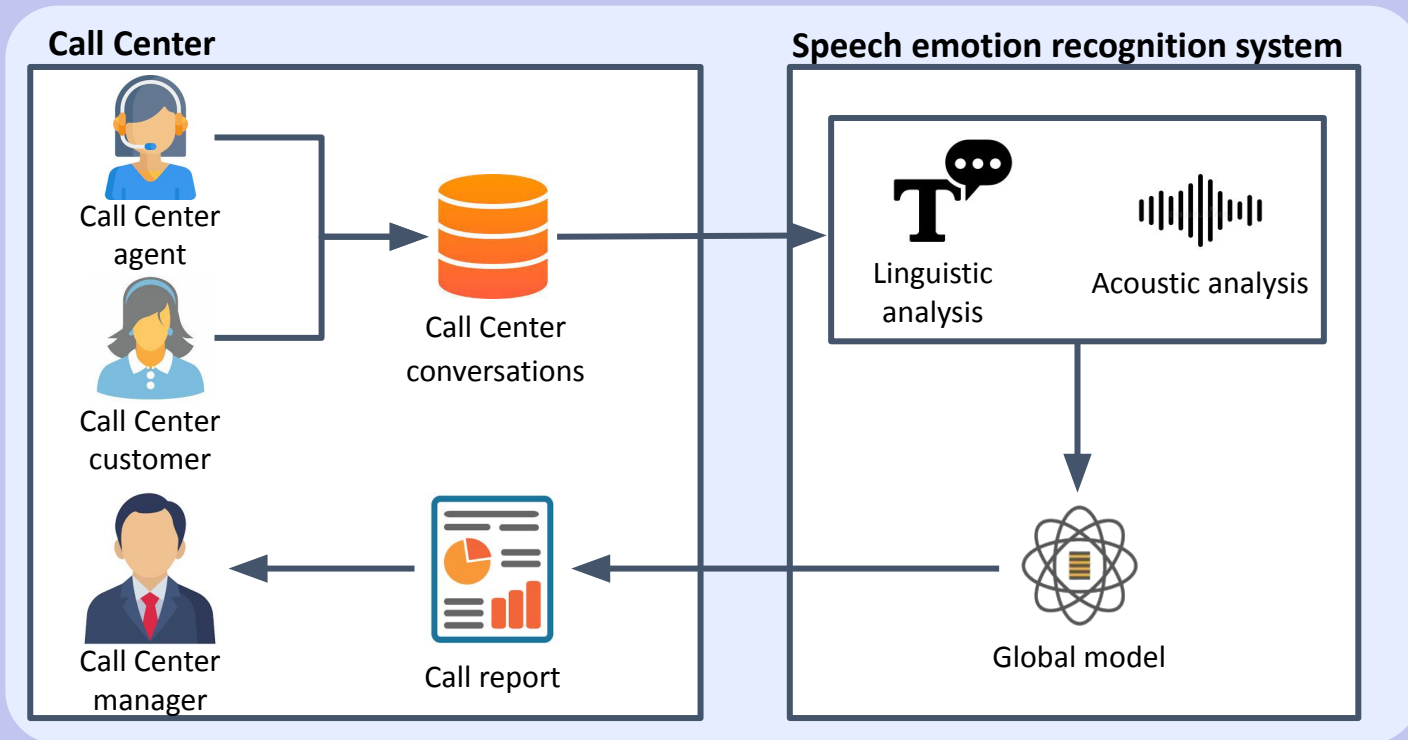 Call Center
Speech emotion recognition system
Call Center
agent
Call Center
customer
Call Center
conversations
T
Linguistic
analysis
Acoustic analysis
Call Center
manager
Call report
Global model